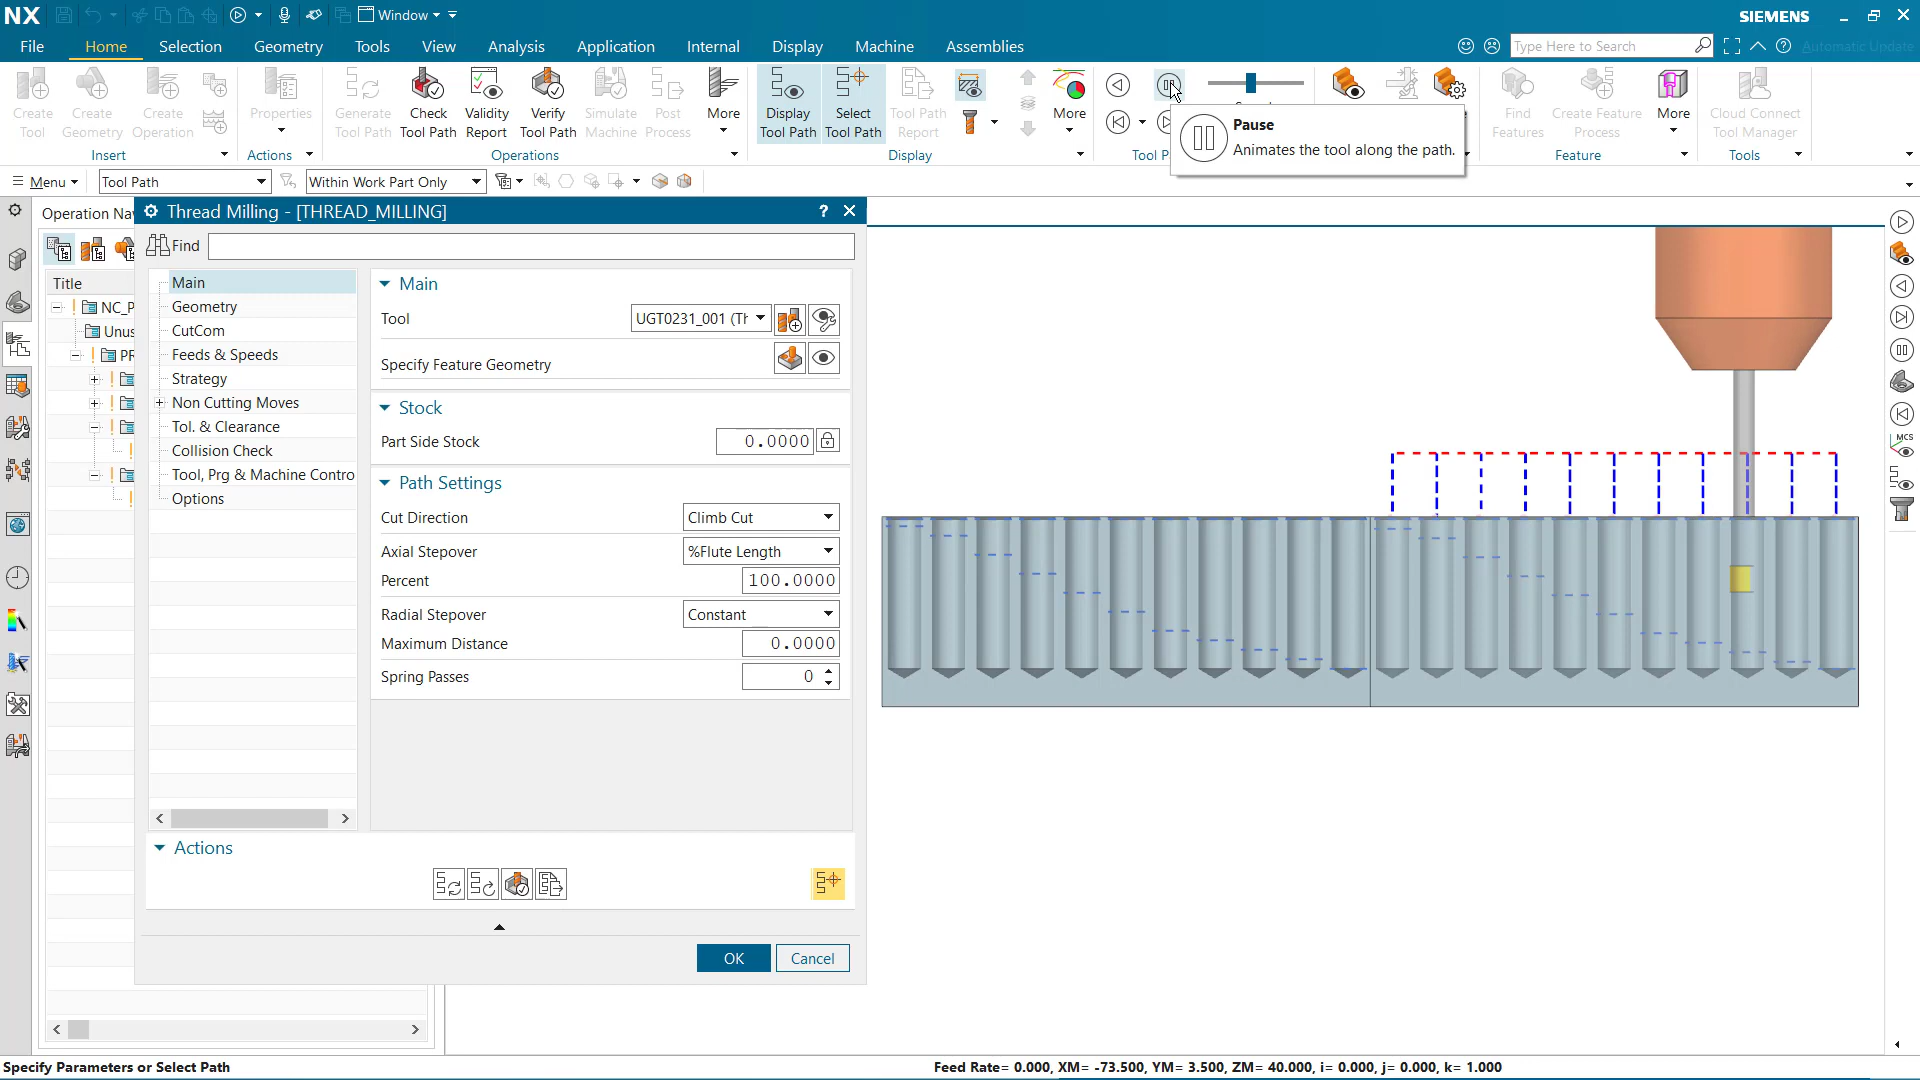 NX
Window
SIEMENS
File
Home
Selection
Geometry
Tools
View
Analysis
Application
Internal
Display
Machine
Assemblies
Type Here to Search
Automatic Update
Create Tool
Create Geometry
Create Operation
Insert
Properties
Actions
Generate Tool Path
Check Tool Path
Validity Report
Verify Tool Path
Simulate Machine
Post Process
More
Operations
Display Tool Path
Select Tool Path
Tool Path Report
More
Display
Tool P
Pause
Animates the tool along the path.
Find Features
Create Feature Process
More
Feature
Cloud Connect Tool Manager
Tools
Menu
Tool Path
Within Work Part Only
Operation Nav
Title
NC_P
Unus
PR
Thread Milling - [THREAD_MILLING]
?
Find
Main
Geometry
CutCom
Feeds & Speeds
Strategy
Non Cutting Moves
Tol. & Clearance
Collision Check
Tool, Prg & Machine Contro
Options
Main
Tool
UGT0231_001 (Th
Specify Feature Geometry
Stock
Part Side Stock
0.0000
Path Settings
Cut Direction
Climb Cut
Axial Stepover
%Flute Length
Percent
100.0000
Radial Stepover
Constant
Maximum Distance
0.0000
Spring Passes
0
Actions
OK
Cancel
MCS
Specify Parameters or Select Path
Feed Rate= 0.000, XM= -73.500, YM= 3.500, ZM= 40.000, i= 0.000, j= 0.000, k= 1.000